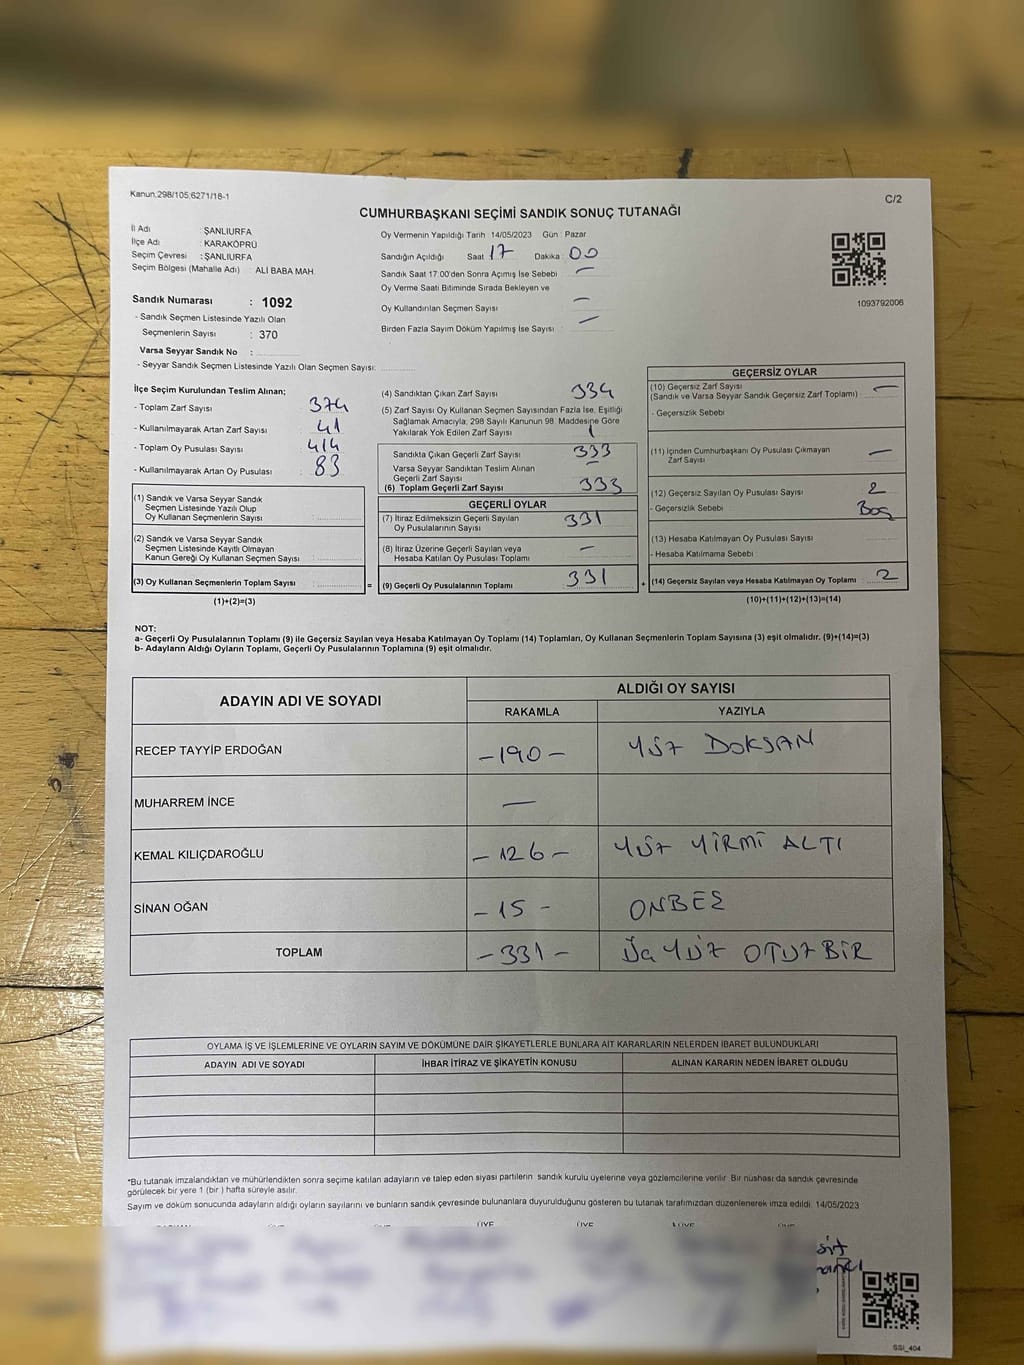 Kanun.298/105;6271/18-1
C/2
CUMHURBAŞKANI SEÇİMİ SANDIK SONUÇ TUTANAĞI
İl Adı : ŞANLIURFA
İlçe Adı : KARAKÖPRÜ
Seçim Çevresi : ŞANLIURFA
Seçim Bölgesi (Mahalle Adı) : ALİ BABA MAH.
Sandık Numarası : 1092
- Sandık Seçmen Listesinde Yazılı Olan
Seçmenlerin Sayısı : 370
Varsa Seyyar Sandık No :
- Seyyar Sandık Seçmen Listesinde Yazılı Olan Seçmen Sayısı:
Oy Vermenin Yapıldığı Tarih : 14/05/2023 Gün : Pazar
Sandığın Açıldığı Saat 17 Dakika : 00
Sandık Saat 17.00'den Sonra Açımış İse Sebebi : —
Oy Verme Saati Bitiminde Sırada Bekleyen ve
Oy Kullandırılan Seçmen Sayısı —
Birden Fazla Sayım Döküm Yapılmış İse Sayısı : —
1093792006
İlçe Seçim Kurulundan Teslim Alınan;
- Toplam Zarf Sayısı : 374
- Kullanılmayarak Artan Zarf Sayısı : 41
- Toplam Oy Pusulası Sayısı : 414
- Kullanılmayarak Artan Oy Pusulası : 83
(1) Sandık ve Varsa Seyyar Sandık
Seçmen Listesinde Yazılı Olup
Oy Kullanan Seçmenlerin Sayısı :
(2) Sandık ve Varsa Seyyar Sandık
Seçmen Listesinde Kayıtlı Olmayan
Kanun Gereği Oy Kullanan Seçmen Sayısı :
(3) Oy Kullanan Seçmenlerin Toplam Sayısı :
(1)+(2)=(3)
=
(4) Sandıktan Çıkan Zarf Sayısı : 334
(5) Zarf Sayısı Oy Kullanan Seçmen Sayısından Fazla İse, Eşitliği
Sağlamak Amacıyla; 298 Sayılı Kanunun 98. Maddesine Göre
Yakılarak Yok Edilen Zarf Sayısı : 1
Sandıkta Çıkan Geçerli Zarf Sayısı : 333
Varsa Seyyar Sandıktan Teslim Alınan
Geçerli Zarf Sayısı : —
(6) Toplam Geçerli Zarf Sayısı : 333
GEÇERLİ OYLAR
(7) İtiraz Edilmeksizin Geçerli Sayılan
Oy Pusulalarının Sayısı : 331
(8) İtiraz Üzerine Geçerli Sayılan veya
Hesaba Katılan Oy Pusulası Toplamı : —
(9) Geçerli Oy Pusulalarının Toplamı : 331
+
GEÇERSİZ OYLAR
(10) Geçersiz Zarf Sayısı
(Sandık ve Varsa Seyyar Sandık Geçersiz Zarf Toplamı) : —
- Geçersizlik Sebebi :
(11) İçinden Cumhurbaşkanı Oy Pusulası Çıkmayan
Zarf Sayısı : —
(12) Geçersiz Sayılan Oy Pusulası Sayısı : 2
- Geçersizlik Sebebi : Boş
(13) Hesaba Katılmayan Oy Pusulası Sayısı :
- Hesaba Katılmama Sebebi :
(14) Geçersiz Sayılan veya Hesaba Katılmayan Oy Toplamı : 2
(10)+(11)+(12)+(13)=(14)
NOT:
a- Geçerli Oy Pusulalarının Toplamı (9) ile Geçersiz Sayılan veya Hesaba Katılmayan Oy Toplamı (14) Toplamları, Oy Kullanan Seçmenlerin Toplam Sayısına (3) eşit olmalıdır. (9)+(14)=(3)
b- Adayların Aldığı Oyların Toplamı, Geçerli Oy Pusulalarının Toplamına (9) eşit olmalıdır.
ADAYIN ADI VE SOYADI ALDIĞI OY SAYISI
RAKAMLA YAZIYLA
RECEP TAYYİP ERDOĞAN -190- YÜZ DOKSAN
MUHARREM İNCE —
KEMAL KILIÇDAROĞLU -126- YÜZ YİRMİ ALTI
SİNAN OĞAN -15- ONBEŞ
TOPLAM -331- ÜÇ YÜZ OTUZBİR
OYLAMA İŞ VE İŞLEMLERİNE VE OYLARIN SAYIM VE DÖKÜMÜNE DAİR ŞİKAYETLERLE BUNLARA AİT KARARLARIN NELERDEN İBARET BULUNDUKLARI
ADAYIN ADI VE SOYADI İHBAR İTİRAZ VE ŞİKAYETİN KONUSU ALINAN KARARIN NEDEN İBARET OLDUĞU
*Bu tutanak imzalandıktan ve mühürlendikten sonra seçime katılan adayların ve talep eden siyasi partilerin sandık kurulu üyelerine veya gözlemcilerine verilir. Bir nüshası da sandık çevresinde
görülecek bir yere 1 (bir) hafta süreyle asılır.
Sayım ve döküm sonucunda adayların aldığı oyların sayılarını ve bunların sandık çevresinde bulunanlara duyurulduğunu gösteren bu tutanak tarafımızdan düzenlenerek imza edildi. 14/05/2023
ÜYE ÜYE ÜYE
SSI_404